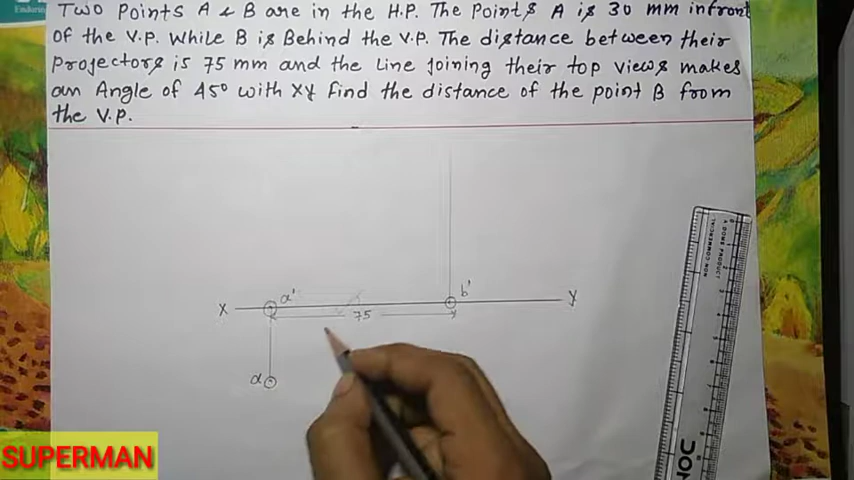 Two Points A & B are in the H.P. The Points A is 30 mm infront
of the V.P. While B is Behind the V.P. The distance between their
Projectors is 75 mm and the Line joining their top views makes
an Angle of 45° with XY Find the distance of the point B from
the V.P.
a' b'
X Y
75
a
NON-COMMERCIAL
SUPERMAN